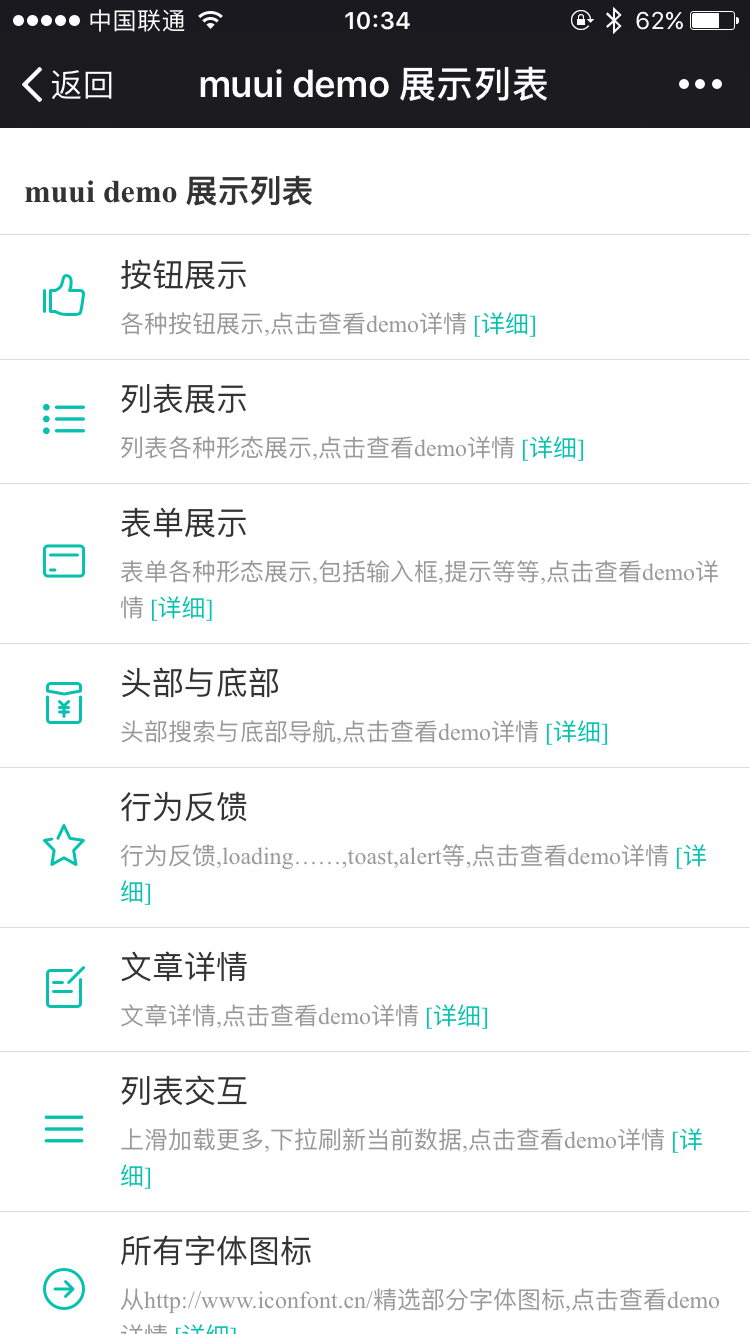 中国联通 10:34 62%
返回 muui demo 展示列表
muui demo 展示列表
按钮展示
各种按钮展示,点击查看demo详情 [详细]
列表展示
列表各种形态展示,点击查看demo详情 [详细]
表单展示
表单各种形态展示,包括输入框,提示等等,点击查看demo详
情 [详细]
头部与底部
头部搜索与底部导航,点击查看demo详情 [详细]
行为反馈
行为反馈,loading……,toast,alert等,点击查看demo详情 [详
细]
文章详情
文章详情,点击查看demo详情 [详细]
列表交互
上滑加载更多,下拉刷新当前数据,点击查看demo详情 [详
细]
所有字体图标
从http://www.iconfont.cn/精选部分字体图标,点击查看demo
详情 [详细]